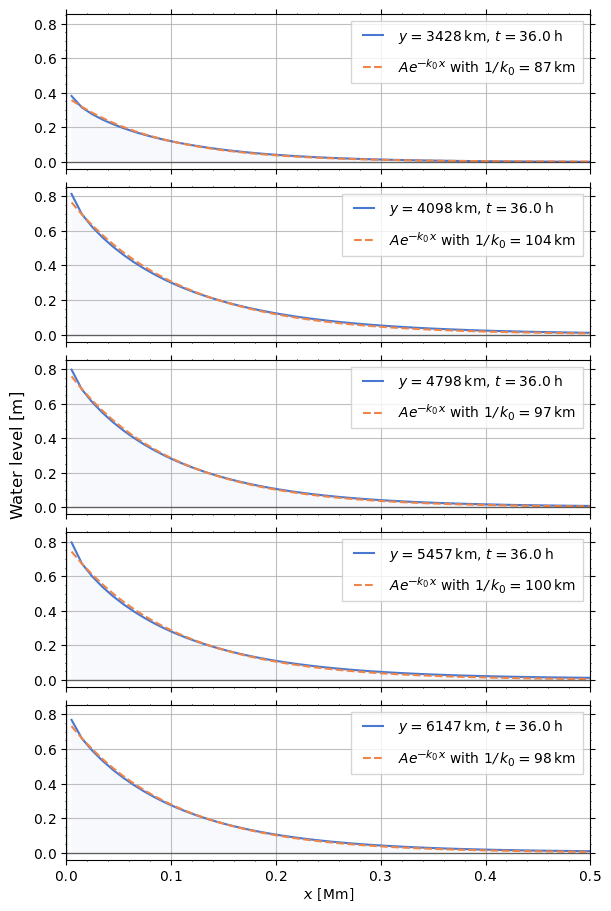 0.8
0.6
0.4
0.2
0.0
y = 3428 km, t = 36.0 h
Ae^{-k_0 x} with 1/k_0 = 87 km
0.8
0.6
0.4
0.2
0.0
y = 4098 km, t = 36.0 h
Ae^{-k_0 x} with 1/k_0 = 104 km
Water level [m]
0.8
0.6
0.4
0.2
0.0
y = 4798 km, t = 36.0 h
Ae^{-k_0 x} with 1/k_0 = 97 km
0.8
0.6
0.4
0.2
0.0
y = 5457 km, t = 36.0 h
Ae^{-k_0 x} with 1/k_0 = 100 km
0.8
0.6
0.4
0.2
0.0
y = 6147 km, t = 36.0 h
Ae^{-k_0 x} with 1/k_0 = 98 km
0.0 0.1 0.2 0.3 0.4 0.5
x [Mm]